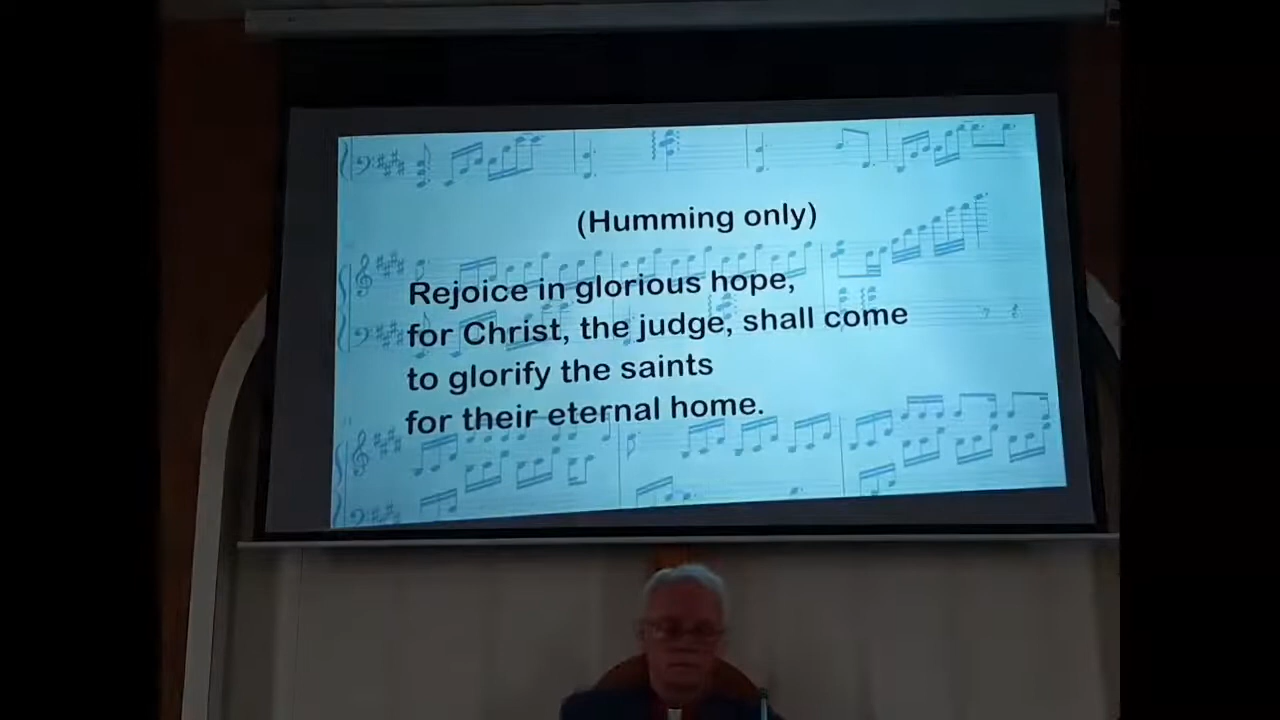 (Humming only)
Rejoice in glorious hope,
for Christ, the judge, shall come
to glorify the saints
for their eternal home.